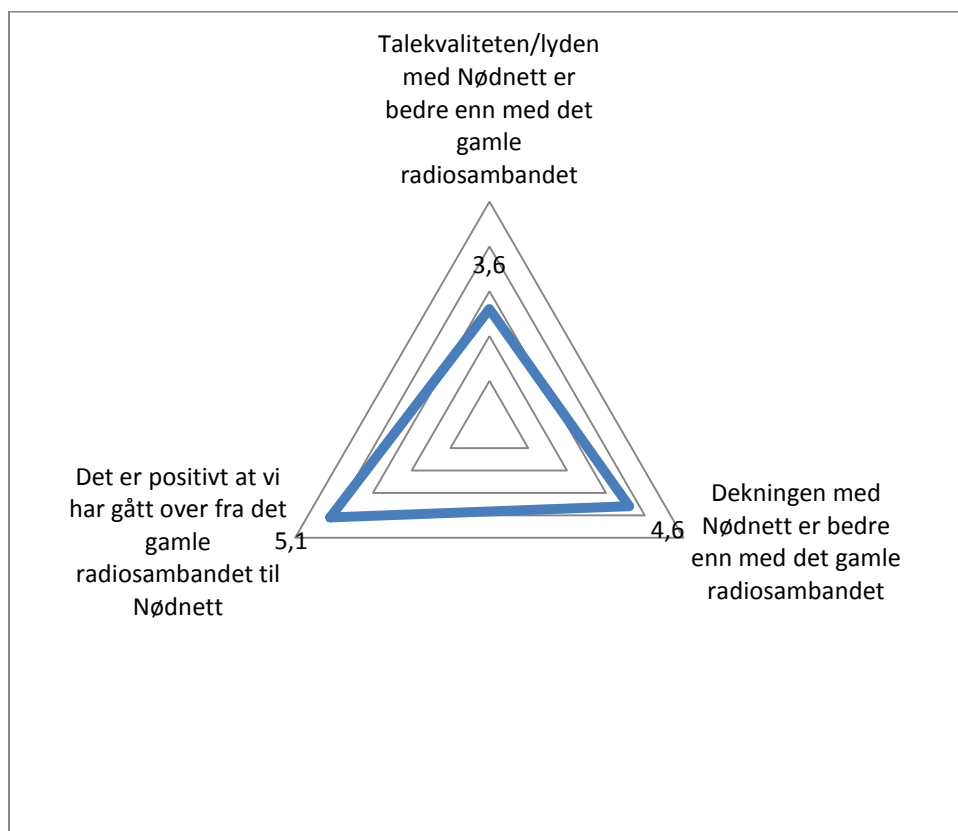 Talekvaliteten/lyden
med Nødnett er
bedre enn med det
gamle
radiosambandet
3,6
Det er positivt at vi
har gått over fra det
gamle
radiosambandet til
Nødnett
5,1
4,6
Dekningen med
Nødnett er bedre
enn med det gamle
radiosambandet